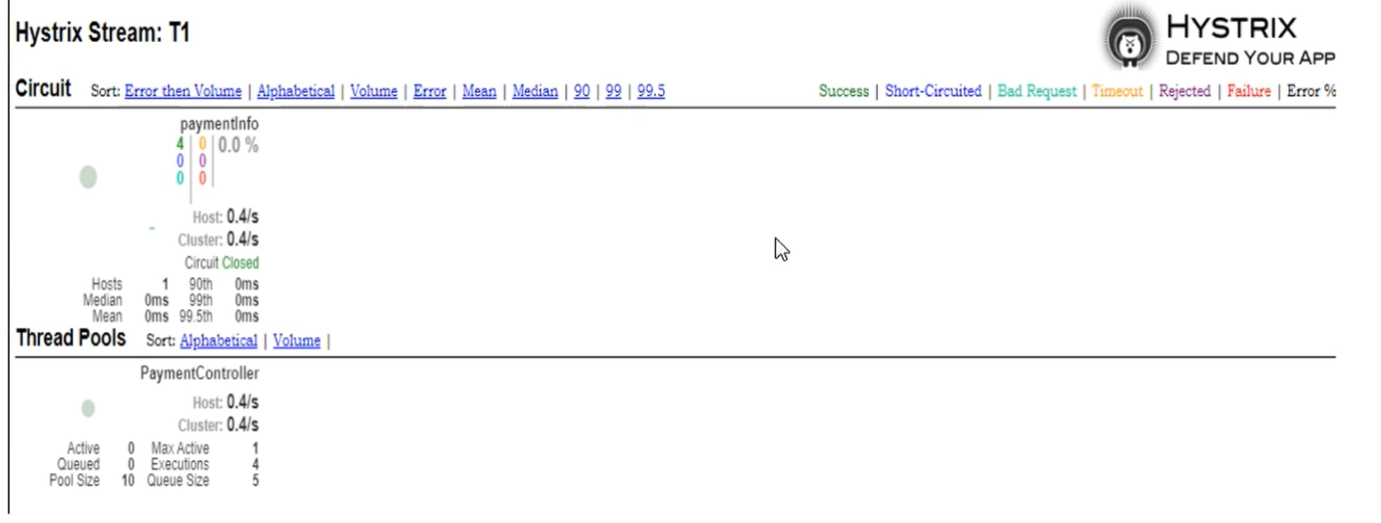 Hystrix Stream: T1
HYSTRIX
DEFEND YOUR APP
Circuit Sort: Error then Volume | Alphabetical | Volume | Error | Mean | Median | 90 | 99 | 99.5
Success | Short-Circuited | Bad Request | Timeout | Rejected | Failure | Error %
paymentInfo
4 0 0.0 %
0 0
0 0
Host: 0.4/s
Cluster: 0.4/s
Circuit Closed
Hosts 1 90th 0ms
Median 0ms 99th 0ms
Mean 0ms 99.5th 0ms
Thread Pools Sort: Alphabetical | Volume |
PaymentController
Host: 0.4/s
Cluster: 0.4/s
Active 0 Max Active 1
Queued 0 Executions 4
Pool Size 10 Queue Size 5